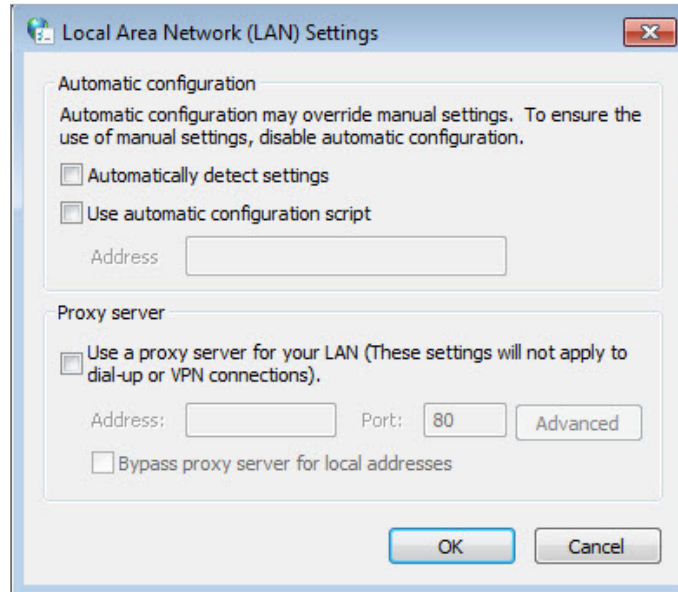 Local Area Network (LAN) Settings
Automatic configuration
Automatic configuration may override manual settings. To ensure the
use of manual settings, disable automatic configuration.
Automatically detect settings
Use automatic configuration script
Address
Proxy server
Use a proxy server for your LAN (These settings will not apply to
dial-up or VPN connections).
Address: Port: 80 Advanced
Bypass proxy server for local addresses
OK Cancel